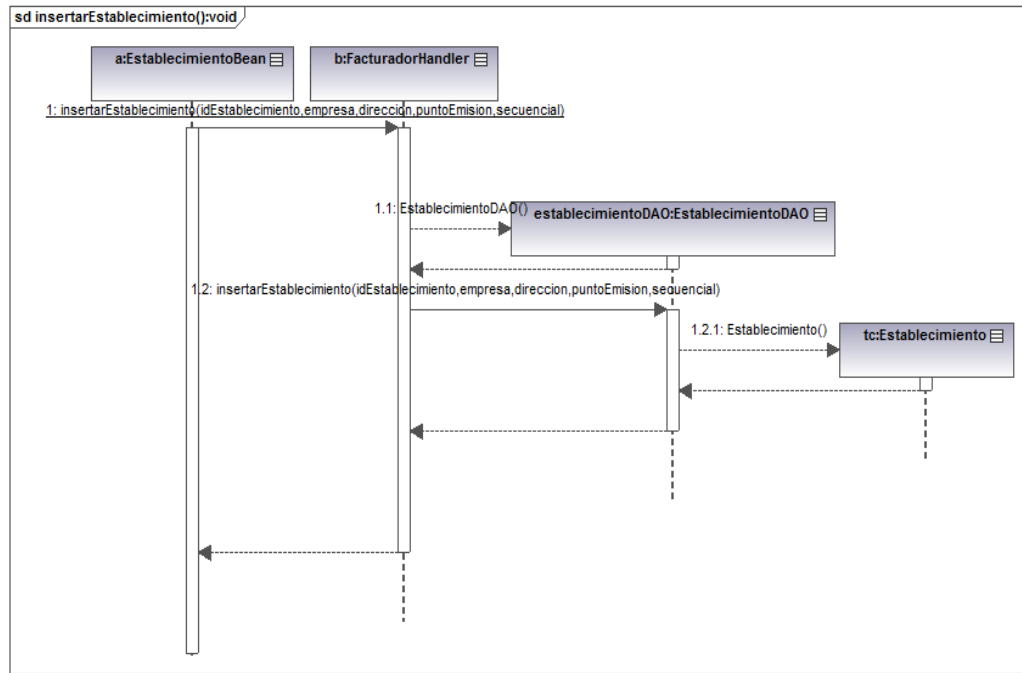 sd insertarEstablecimiento():void
a:EstablecimientoBean
b:FacturadorHandler
1: insertarEstablecimiento(idEstablecimiento,empresa,direccion,puntoEmision,secuencial)
1.1: EstablecimientoDAO()
establecimientoDAO:EstablecimientoDAO
1.2: insertarEstablecimiento(idEstablecimiento,empresa,direccion,puntoEmision,secuencial)
1.2.1: Establecimiento()
tc:Establecimiento